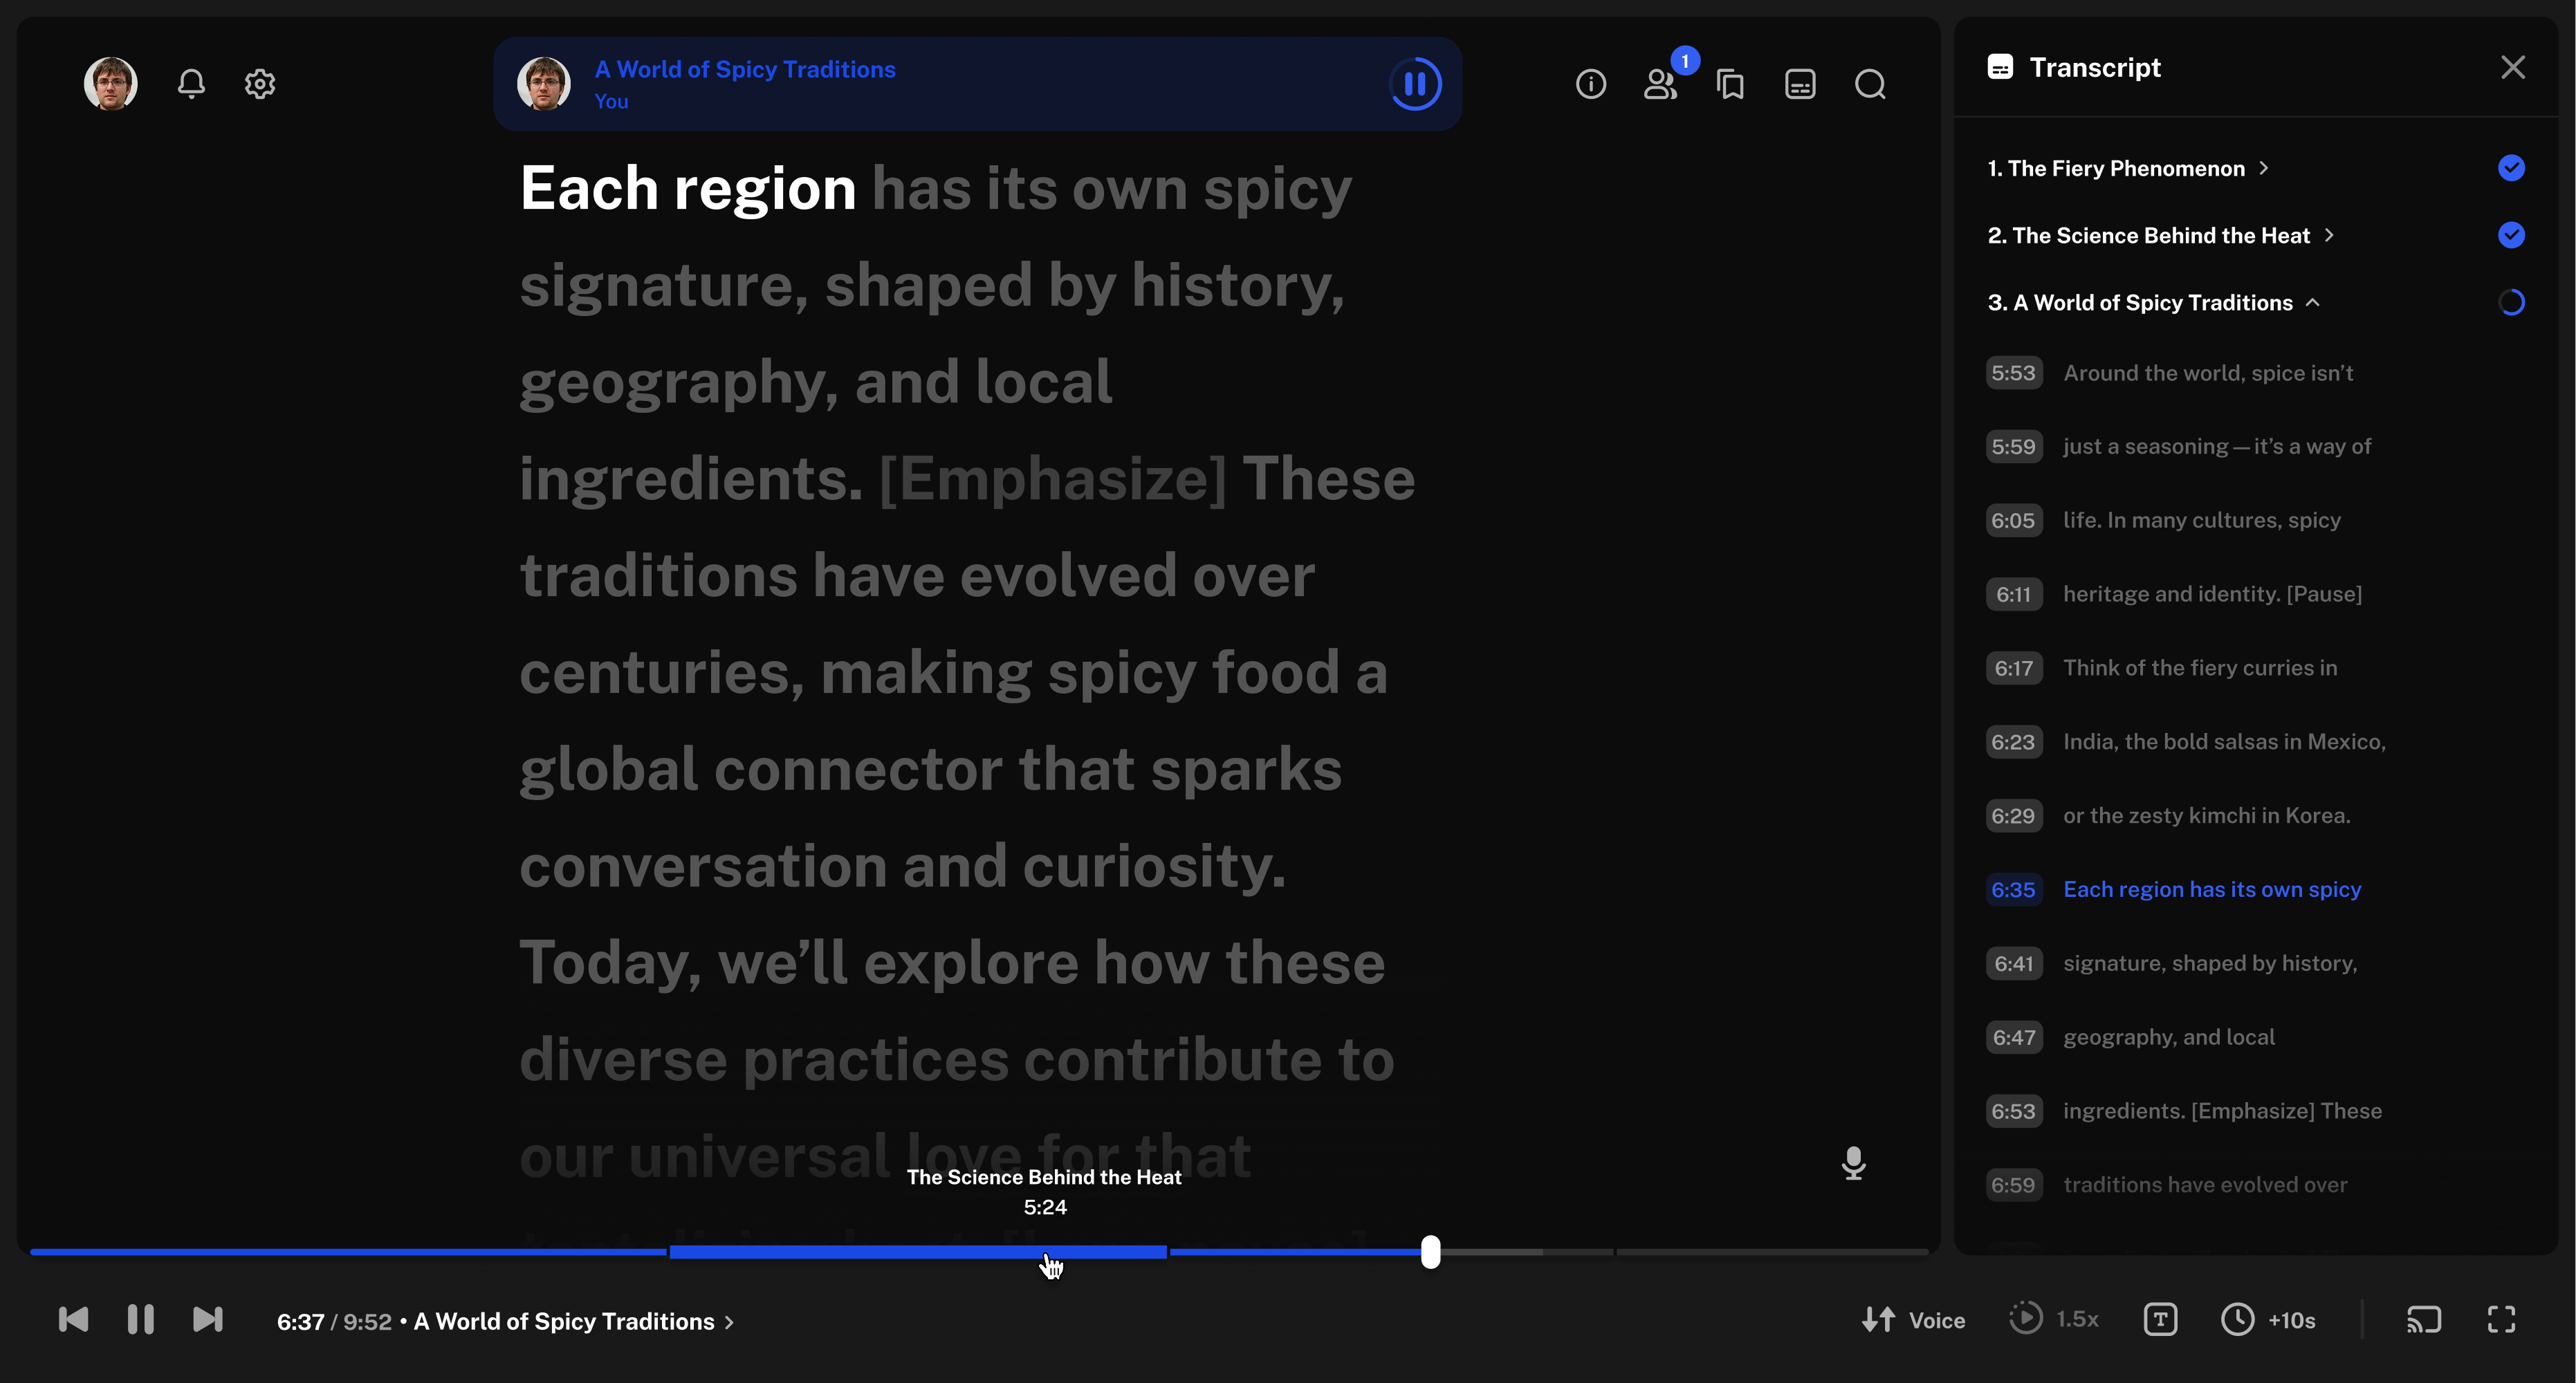 A World of Spicy Traditions
You
1
Each region has its own spicy
signature, shaped by history,
geography, and local
ingredients. [Emphasize] These
traditions have evolved over
centuries, making spicy food a
global connector that sparks
conversation and curiosity.
Today, we’ll explore how these
diverse practices contribute to
our universal love for that
The Science Behind the Heat
5:24
6:37 / 9:52 • A World of Spicy Traditions
Voice
1.5x
T
+10s
Transcript
1. The Fiery Phenomenon
2. The Science Behind the Heat
3. A World of Spicy Traditions
5:53 Around the world, spice isn’t
5:59 just a seasoning—it’s a way of
6:05 life. In many cultures, spicy
6:11 heritage and identity. [Pause]
6:17 Think of the fiery curries in
6:23 India, the bold salsas in Mexico,
6:29 or the zesty kimchi in Korea.
6:35 Each region has its own spicy
6:41 signature, shaped by history,
6:47 geography, and local
6:53 ingredients. [Emphasize] These
6:59 traditions have evolved over